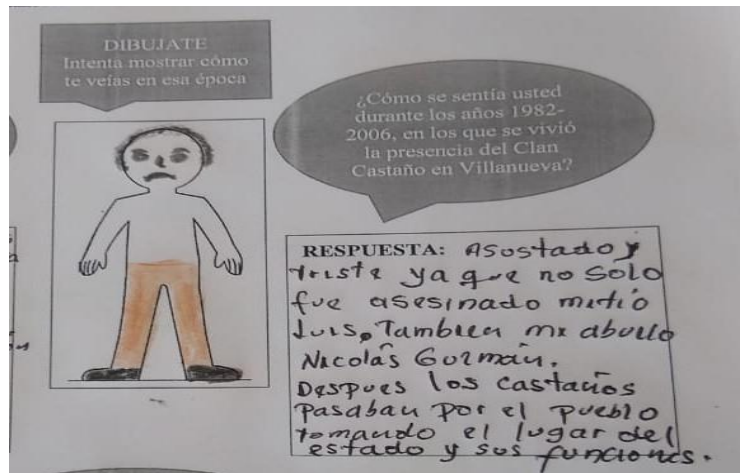 DIBUJATE
Intenta mostrar cómo
te veías en esa época
¿Cómo se sentía usted
durante los años 1982-
2006, en los que se vivió
la presencia del Clan
Castaño en Villanueva?
RESPUESTA: Asustado y
triste ya que no solo
fue asesinado mi tío
Luis, Tambien mi abuelo
Nicolás Guzmán.
Despues los castaños
pasaban por el pueblo
tomando el lugar del
estado y sus funciones.